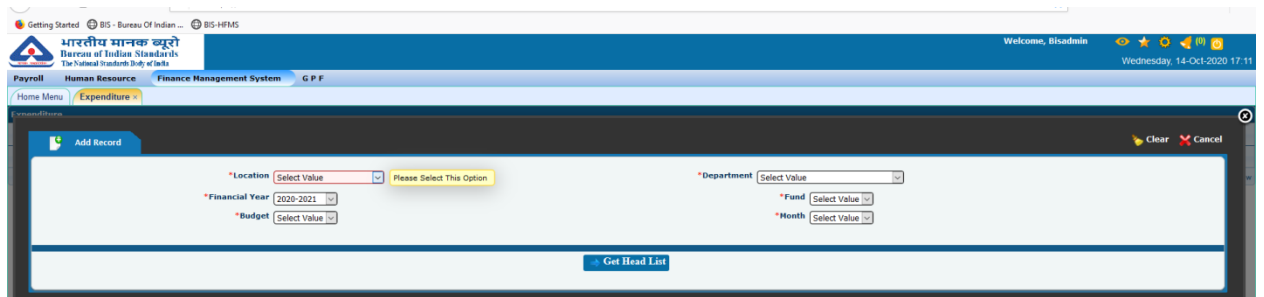 Getting Started BIS - Bureau Of Indian ... BIS-HFMS
भारतीय मानक ब्यूरो
Bureau of Indian Standards
The National Standards Body of India
Welcome, Bisadmin (0)
Wednesday, 14-Oct-2020 17:11
Payroll Human Resource Finance Management System G P F
Home Menu Expenditure ×
Expenditure
Add Record Clear Cancel
*Location Select Value Please Select This Option *Department Select Value
*Financial Year 2020-2021 *Fund Select Value
*Budget Select Value *Month Select Value
Get Head List